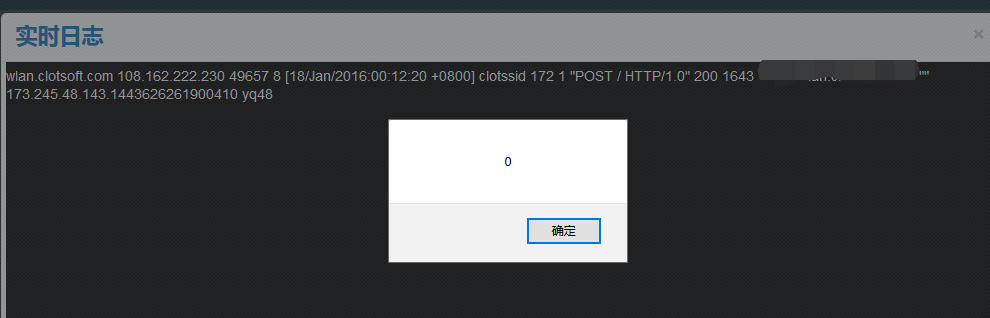 实时日志
×
wlan.clotsoft.com 108.162.222.230 49657 8 [18/Jan/2016:00:12:20 +0800] clotssid 172 1 "POST / HTTP/1.0" 200 1643 ""
173.245.48.143.1443626261900410 yq48
0
确定